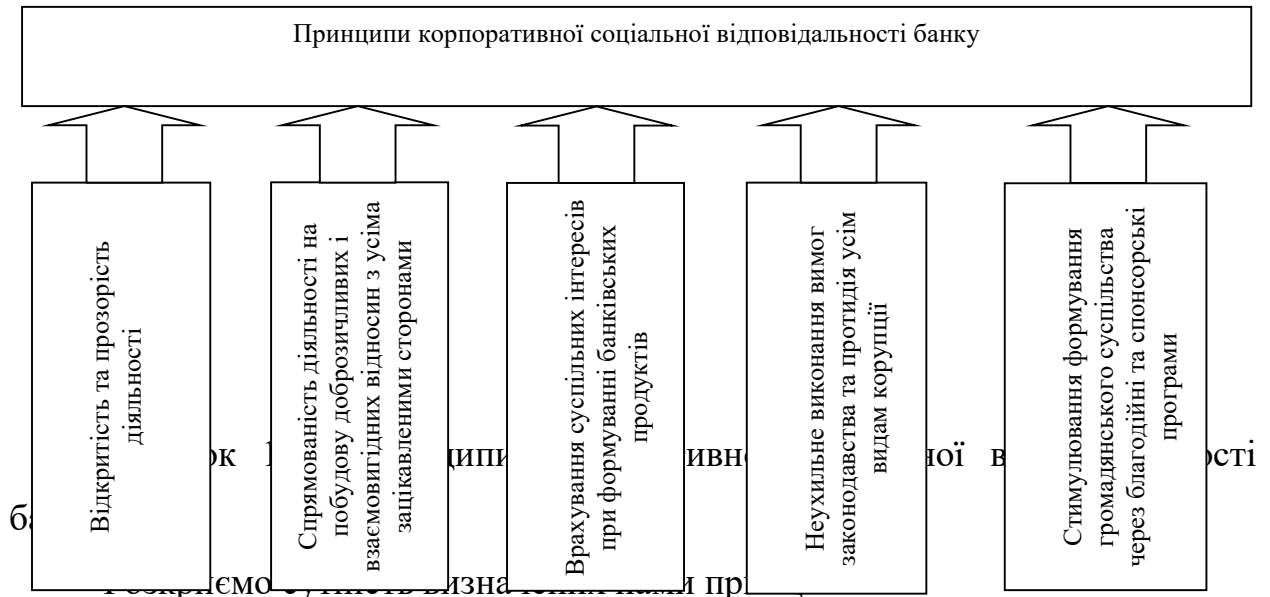 Принципи корпоративної соціальної відповідальності банку
Відкритість та прозорість
діяльності
Спрямованість діяльності на
побудову доброзичливих і
взаємовигідних відносин з усіма
зацікавленими сторонами
Врахування суспільних інтересів
при формуванні банківських
продуктів
Неухильне виконання вимог
законодавства та протидія усім
видам корупції
Стимулювання формування
громадянського суспільства
через благодійні та спонсорські
програми